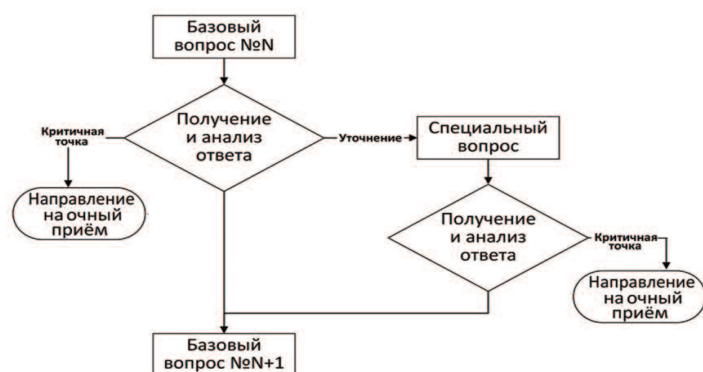 Базовый
вопрос №N
Получение
и анализ
ответа
Критичная
точка
Направление
на очный
приём
Уточнение
Специальный
вопрос
Получение
и анализ
ответа
Критичная
точка
Направление
на очный
приём
Базовый
вопрос №N+1